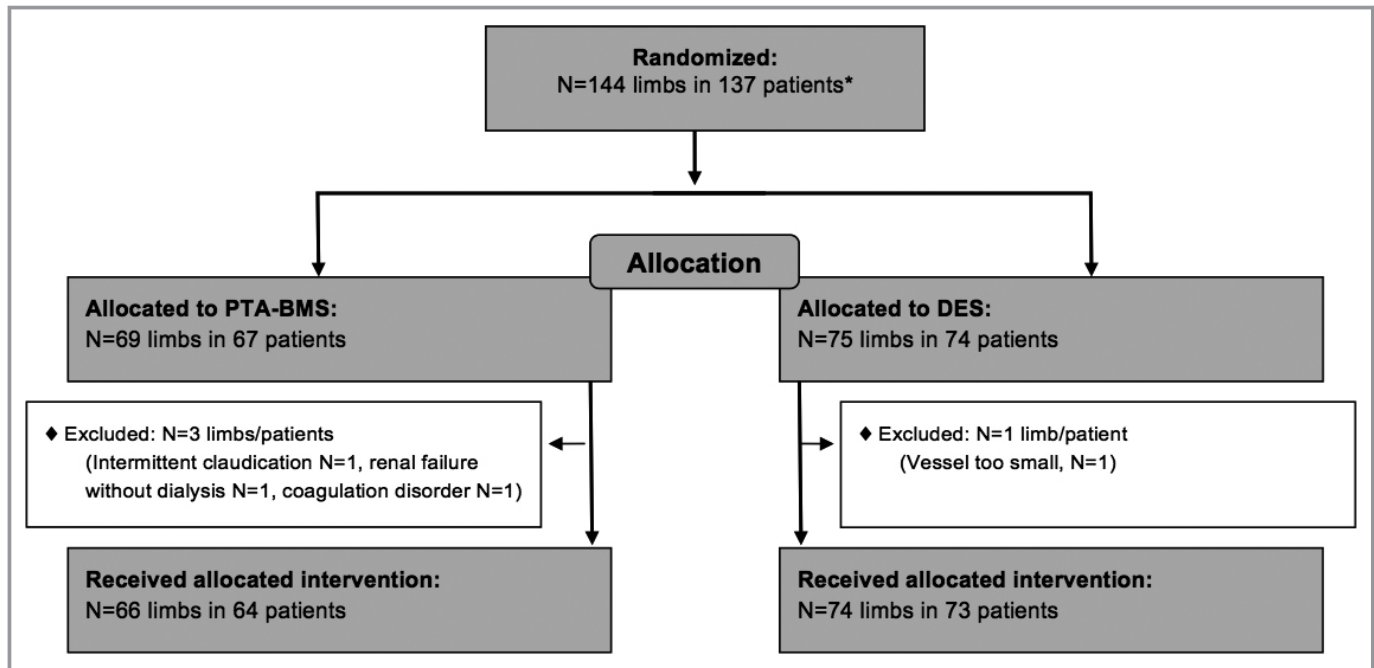 Randomized:
N=144 limbs in 137 patients*
Allocation
Allocated to PTA-BMS:
N=69 limbs in 67 patients
Allocated to DES:
N=75 limbs in 74 patients
♦ Excluded: N=3 limbs/patients
(Intermittent claudication N=1, renal failure
without dialysis N=1, coagulation disorder N=1)
♦ Excluded: N=1 limb/patient
(Vessel too small, N=1)
Received allocated intervention:
N=66 limbs in 64 patients
Received allocated intervention:
N=74 limbs in 73 patients